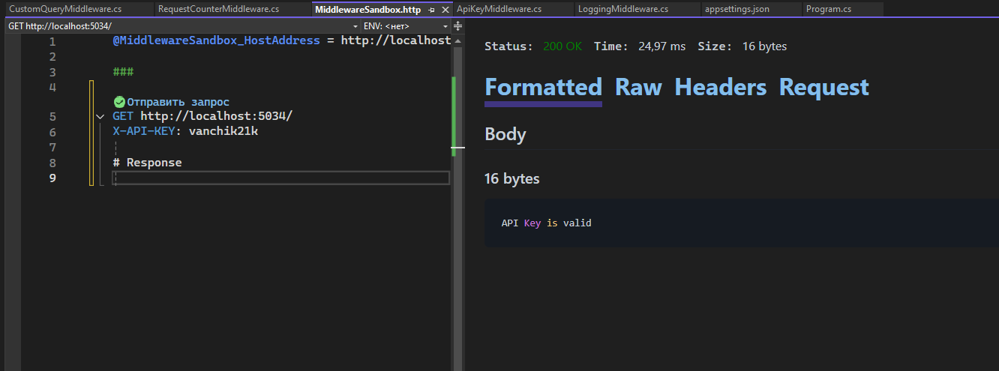 CustomQueryMiddleware.cs RequestCounterMiddleware.cs MiddlewareSandbox.http ApiKeyMiddleware.cs LoggingMiddleware.cs appsettings.json Program.cs
GET http://localhost:5034/ ENV: <нет>
1 @MiddlewareSandbox_HostAddress = http://localhost
2
3 ###
4
Отправить запрос
5 GET http://localhost:5034/
6 X-API-KEY: vanchik21k
7
8 # Response
9
Status: 200 OK Time: 24,97 ms Size: 16 bytes
Formatted Raw Headers Request
Body
16 bytes
API Key is valid